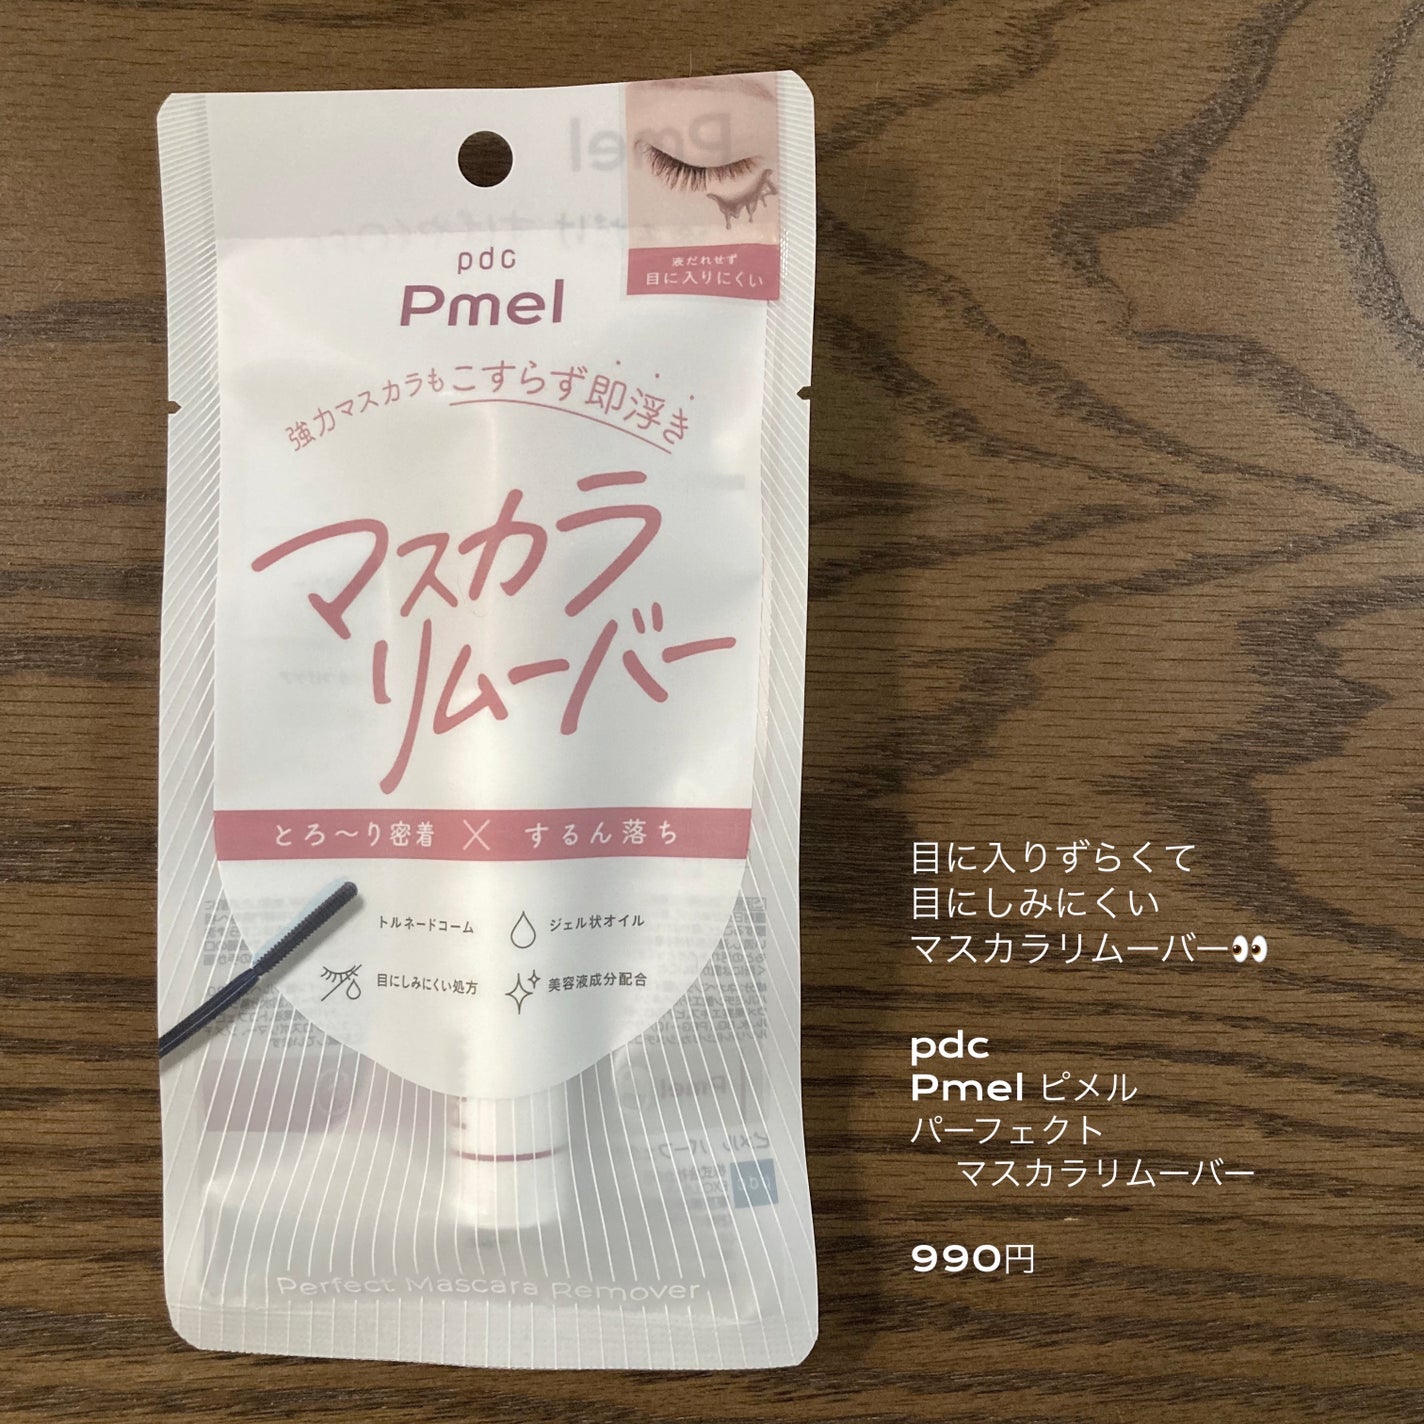 Pmel
液だれせず
目に入りにくい
pdc
Pmel
強力マスカラもこすらず即浮き
マスカラ
リムーバー
とろ〜り密着×するん落ち
トルネードコーム
ジェル状オイル
目にしみにくい処方
美容液成分配合
Pmel
Perfect Mascara Remover
目に入りずらくて
目にしみにくい
マスカラリムーバー👀
pdc
Pmel ピメル
パーフェクト
マスカラリムーバー
990円